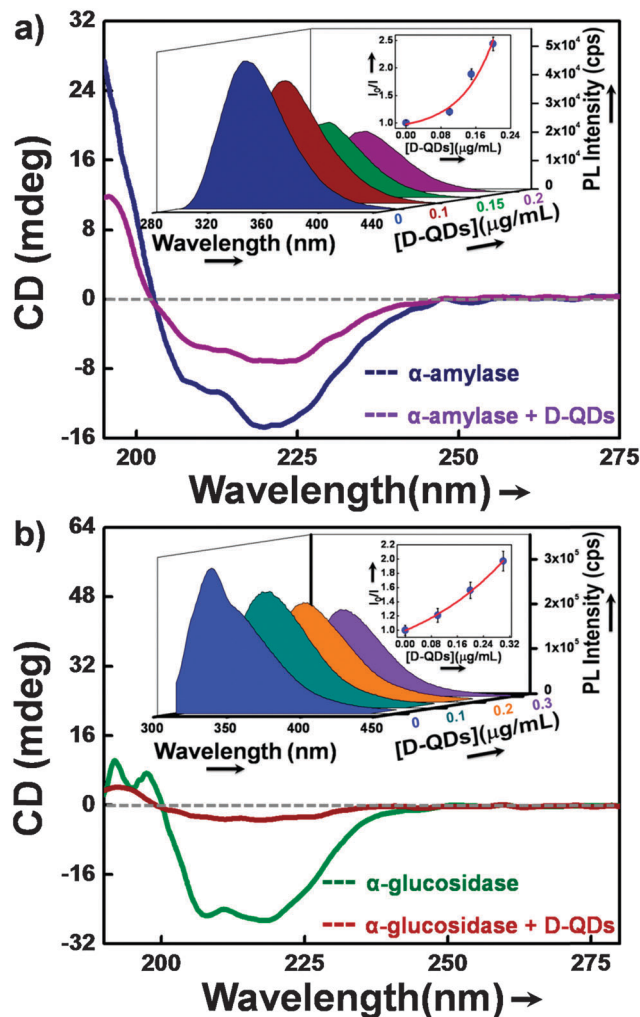 a)
CD (mdeg)
32
24
16
8
0
-8
-16
200
225
250
275
Wavelength(nm) →
α-amylase
α-amylase + D-QDs
280
320
360
400
440
Wavelength (nm)
0
0.1
0.15
0.2
[D-QDs](μg/mL)
5x10⁴
4x10⁴
3x10⁴
2x10⁴
1x10⁴
0
PL Intensity (cps)
2.5
2.0
1.5
1.0
I₀/I →
0.00
0.08
0.16
0.24
[D-QDs](μg/mL)
b)
CD (mdeg)
64
48
32
16
0
-16
-32
200
225
250
275
Wavelength(nm) →
α-glucosidase
α-glucosidase + D-QDs
300
350
400
450
Wavelength (nm)
0
0.1
0.2
0.3
[D-QDs](μg/mL)
3x10⁵
2x10⁵
1x10⁵
0
PL Intensity (cps)
2.2
2.0
1.8
1.6
1.4
1.2
1.0
I₀/I →
0.00
0.08
0.16
0.24
0.32
[D-QDs](μg/mL)